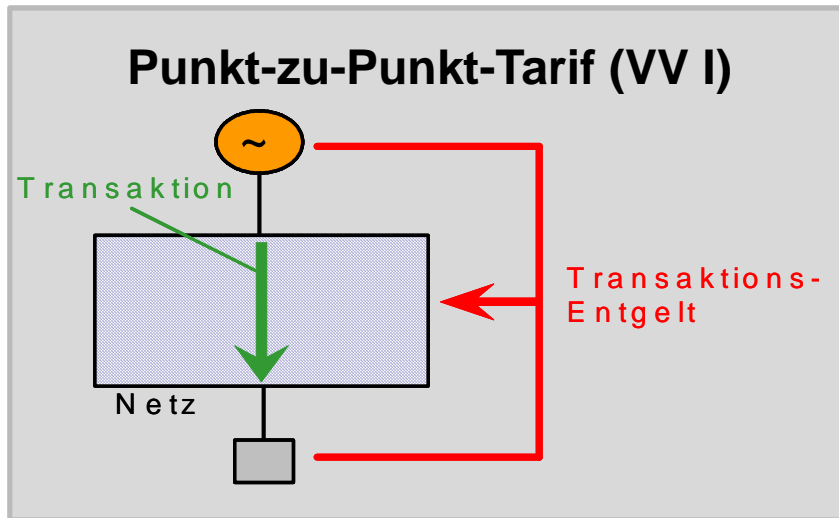 Punkt-zu-Punkt-Tarif (VV I)
~
Transaktion
Transaktions-
Entgelt
Netz